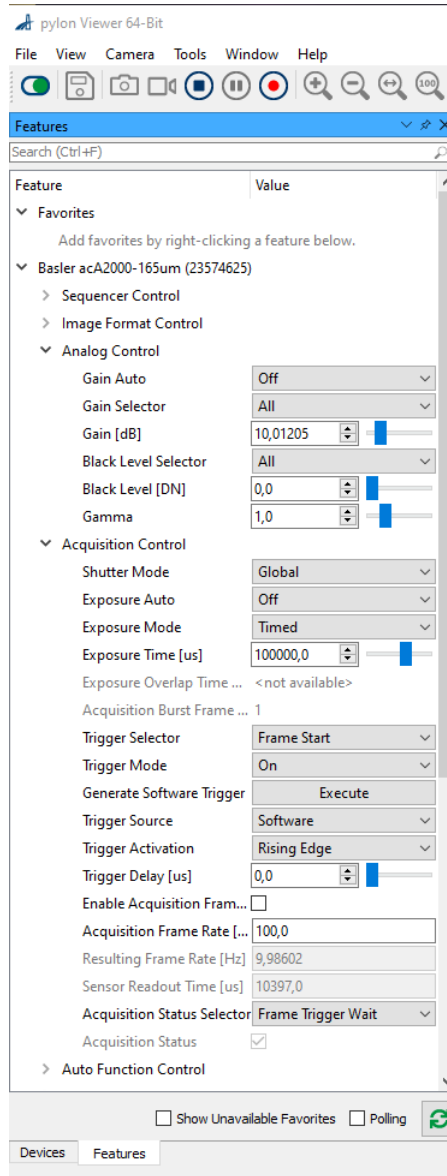 pylon Viewer 64-Bit
File View Camera Tools Window Help
100
Features
Search (Ctrl+F)
Feature Value
Favorites
Add favorites by right-clicking a feature below.
Basler acA2000-165um (23574625)
Sequencer Control
Image Format Control
Analog Control
Gain Auto Off
Gain Selector All
Gain [dB] 10,01205
Black Level Selector All
Black Level [DN] 0,0
Gamma 1,0
Acquisition Control
Shutter Mode Global
Exposure Auto Off
Exposure Mode Timed
Exposure Time [us] 100000,0
Exposure Overlap Time ... <not available>
Acquisition Burst Frame ... 1
Trigger Selector Frame Start
Trigger Mode On
Generate Software Trigger Execute
Trigger Source Software
Trigger Activation Rising Edge
Trigger Delay [us] 0,0
Enable Acquisition Fram...
Acquisition Frame Rate [... 100,0
Resulting Frame Rate [Hz] 9,98602
Sensor Readout Time [us] 10397,0
Acquisition Status Selector Frame Trigger Wait
Acquisition Status
Auto Function Control
Show Unavailable Favorites Polling
Devices Features